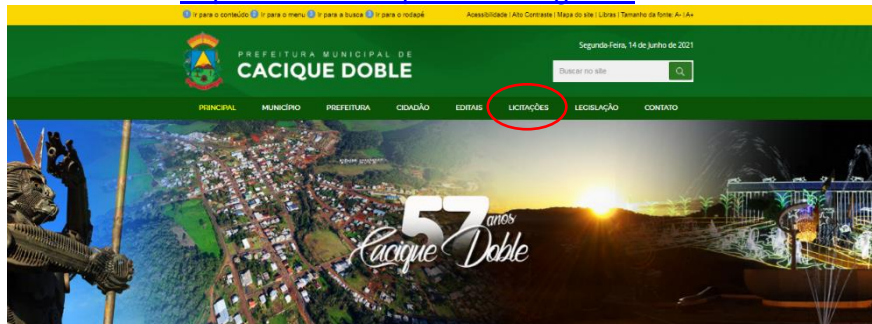 Ir para o conteúdo 1 Ir para o menu 2 Ir para a busca 3 Ir para o rodapé Acessibilidade | Alto Contraste | Mapa do site | Libras | Tamanho da fonte: A- | A+
Segunda-Feira, 14 de Junho de 2021
PREFEITURA MUNICIPAL DE
CACIQUE DOBLE
Buscar no site
PRINCIPAL MUNICÍPIO PREFEITURA CIDADÃO EDITAIS LICITAÇÕES LEGISLAÇÃO CONTATO
57 anos
Cacique Doble